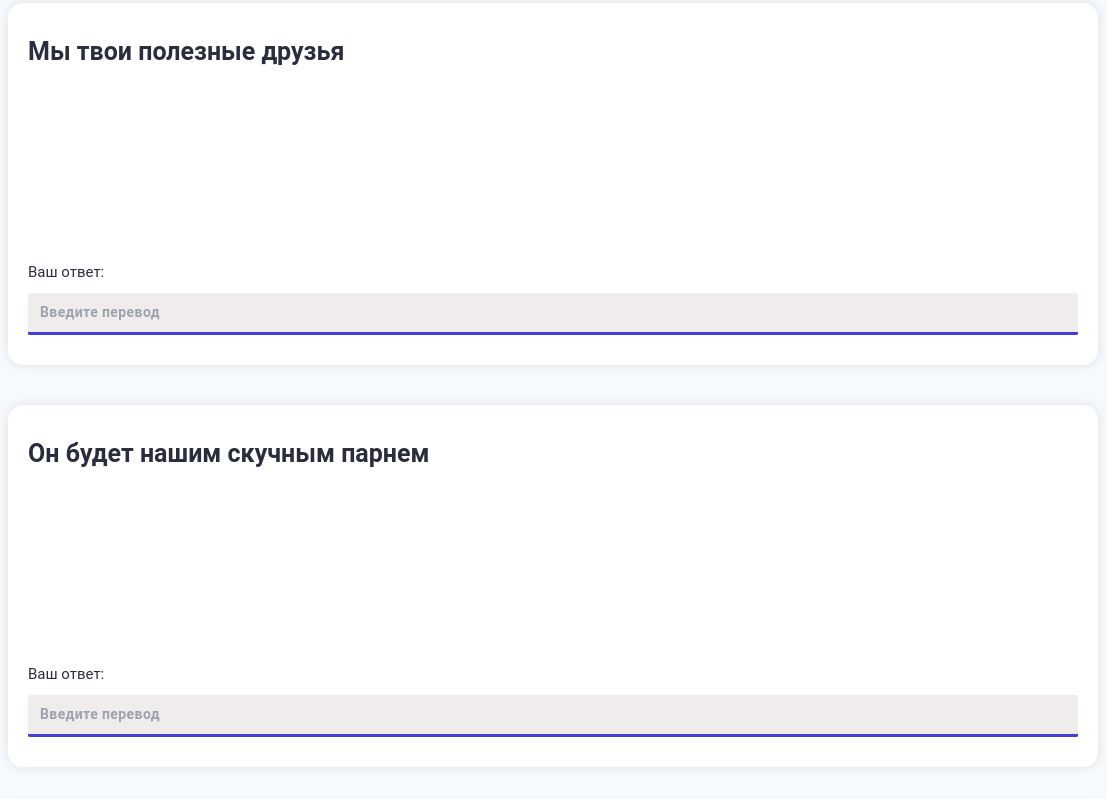 Мы твои полезные друзья
Ваш ответ:
Введите перевод
Он будет нашим скучным парнем
Ваш ответ:
Введите перевод